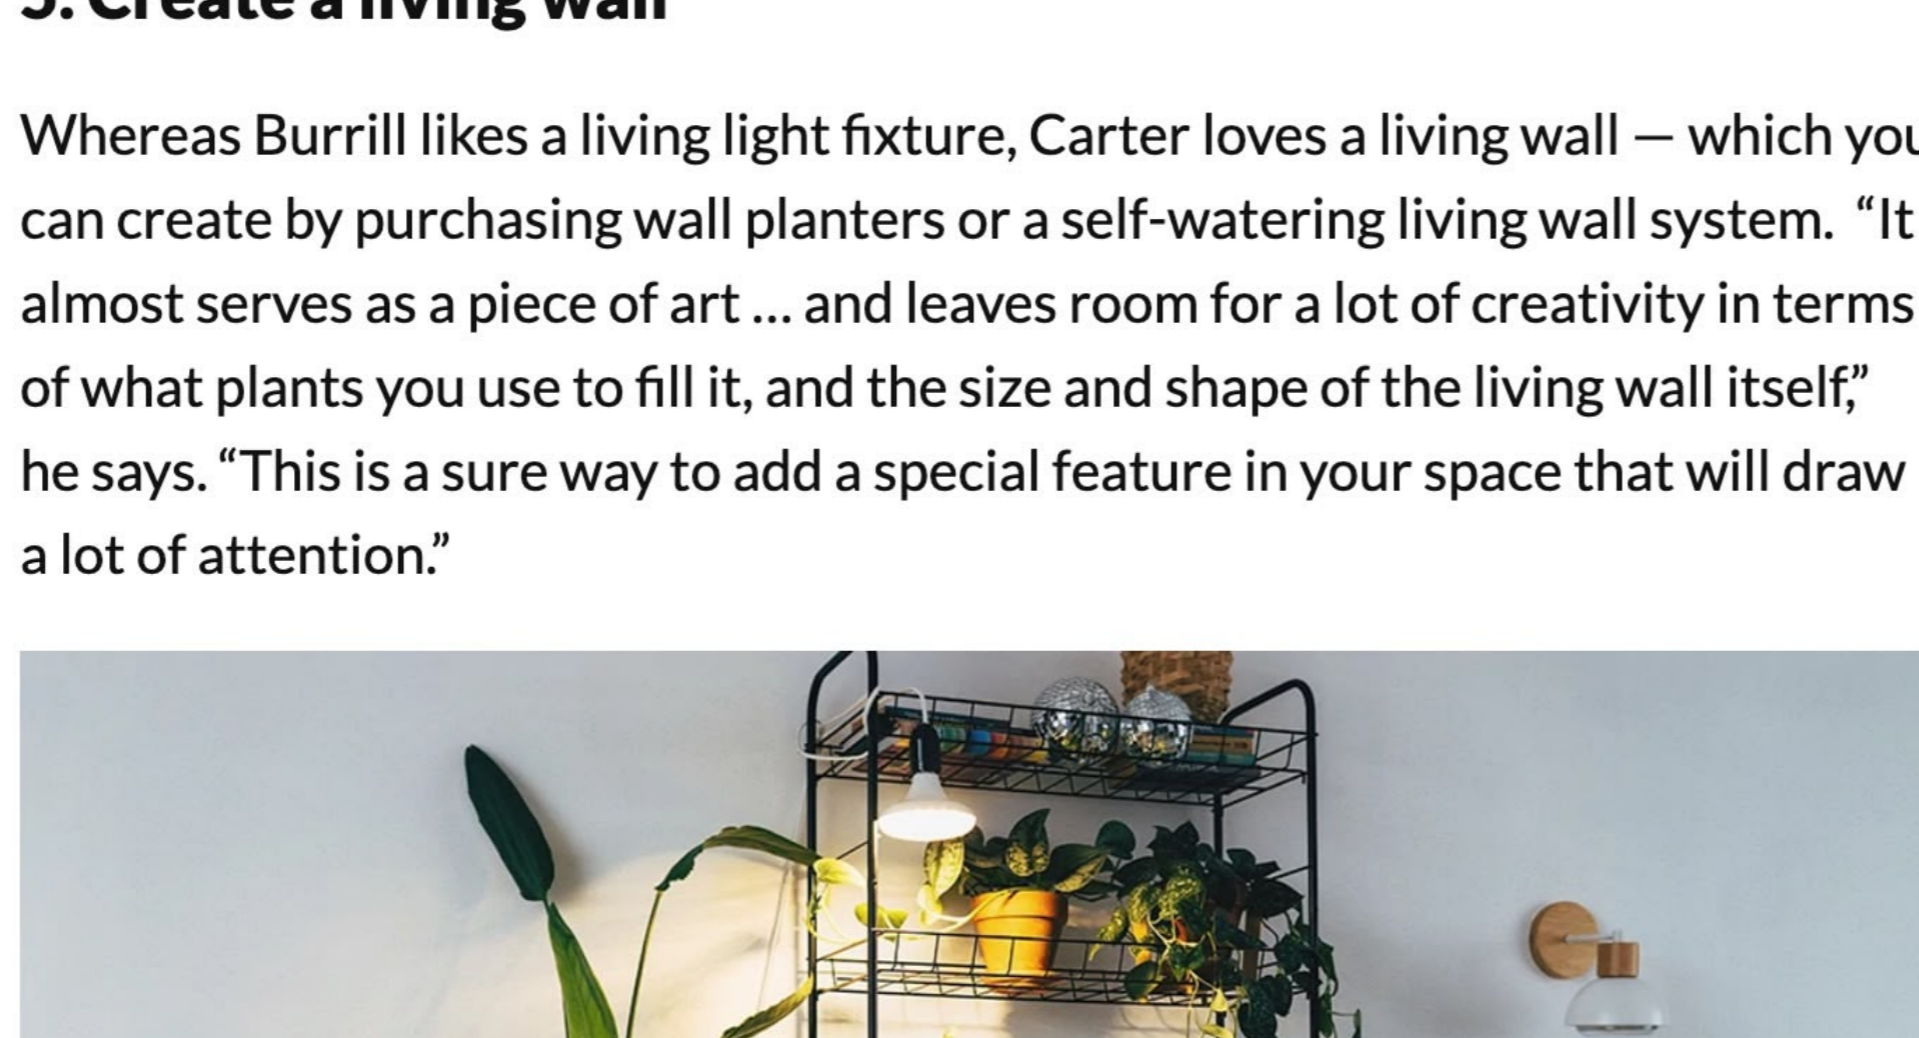 5. Create a living wall
Whereas Burrill likes a living light fixture, Carter loves a living wall — which you
can create by purchasing wall planters or a self-watering living wall system.  “It
almost serves as a piece of art ... and leaves room for a lot of creativity in terms
of what plants you use to fill it, and the size and shape of the living wall itself,”
he says. “This is a sure way to add a special feature in your space that will draw
a lot of attention.”